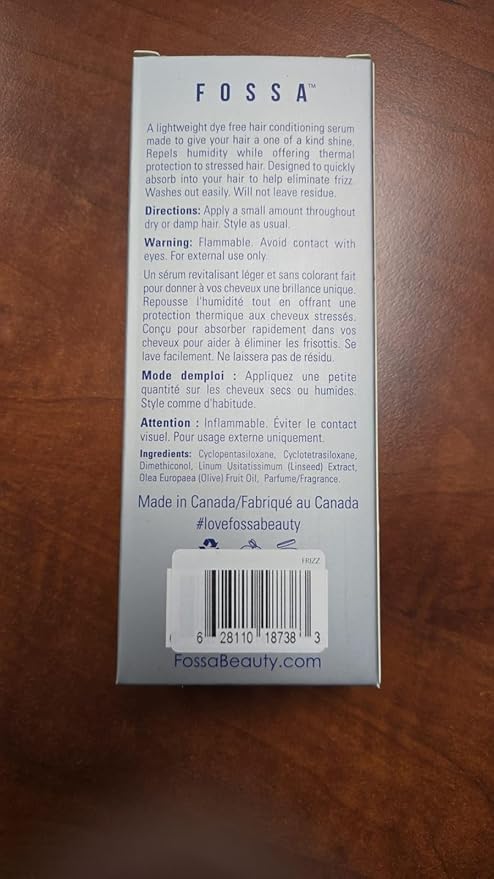 FOSSA™
A lightweight dye free hair conditioning serum
made to give your hair a one of a kind shine.
Repels humidity while offering thermal
protection to stressed hair. Designed to quickly
absorb into your hair to help eliminate frizz.
Washes out easily. Will not leave residue.
Directions: Apply a small amount throughout
dry or damp hair. Style as usual.
Warning: Flammable. Avoid contact with
eyes. For external use only.
Un sérum revitalisant léger et sans colorant fait
pour donner à vos cheveux une brillance unique.
Repousse l'humidité tout en offrant une
protection thermique aux cheveux stressés.
Conçu pour absorber rapidement dans vos
cheveux pour aider à éliminer les frisottis. Se
lave facilement. Ne laissera pas de résidu.
Mode demploi : Appliquez une petite
quantité sur les cheveux secs ou humides.
Style comme d'habitude.
Attention : Inflammable. Éviter le contact
visuel. Pour usage externe uniquement.
Ingredients: Cyclopentasiloxane, Cyclotetrasiloxane,
Dimethiconol, Linum Usitatissimum (Linseed) Extract,
Olea Europaea (Olive) Fruit Oil, Parfume/Fragrance.
Made in Canada/Fabriqué au Canada
#lovefossabeauty
FRIZZ
6 28110 18738 3
FossaBeauty.com